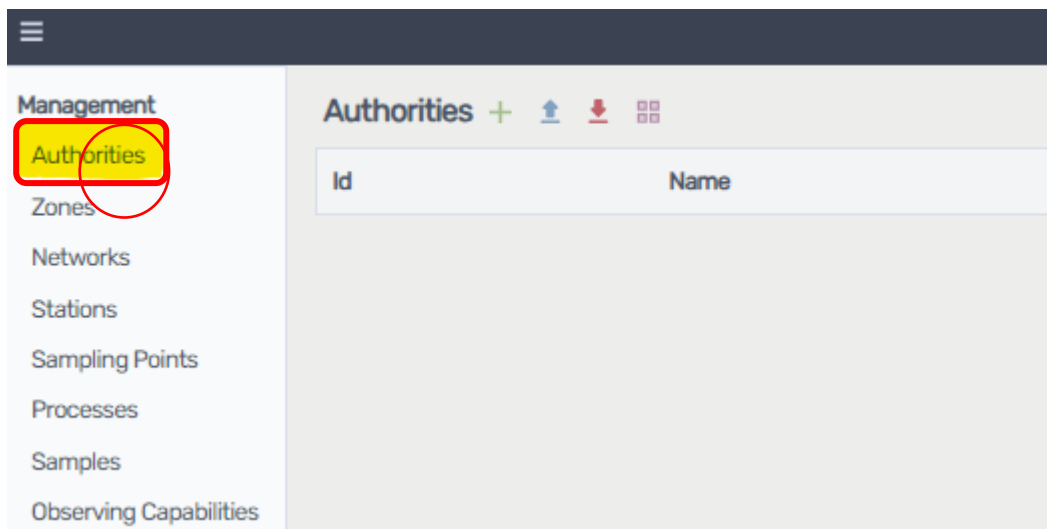 Management
Authorities
Zones
Networks
Stations
Sampling Points
Processes
Samples
Observing Capabilities
Authorities
Id Name